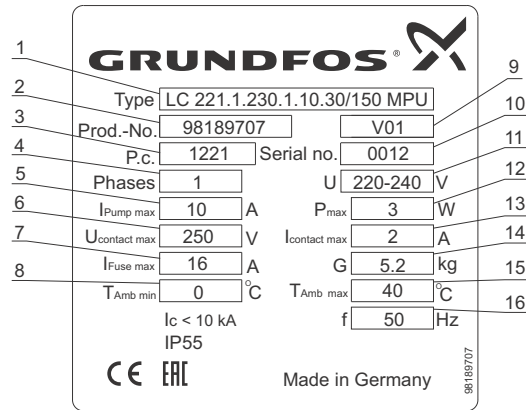 GRUNDFOS
1 Type LC 221.1.230.1.10.30/150 MPU
2 Prod.-No. 98189707 V01 9
3 P.c. 1221 Serial no. 0012 10
4 Phases 1 U 220-240 V 11
5 IPump max 10 A Pmax 3 W 12
6 Ucontact max 250 V Icontact max 2 A 13
7 IFuse max 16 A G 5.2 kg 14
8 TAmb min 0 °C TAmb max 40 °C 15
f 50 Hz 16
Ic < 10 kA
IP55
CE EAC Made in Germany
98189707